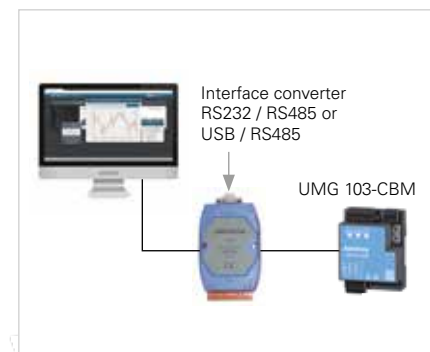 Interface converter
RS232 / RS485 or
USB / RS485
UMG 103-CBM